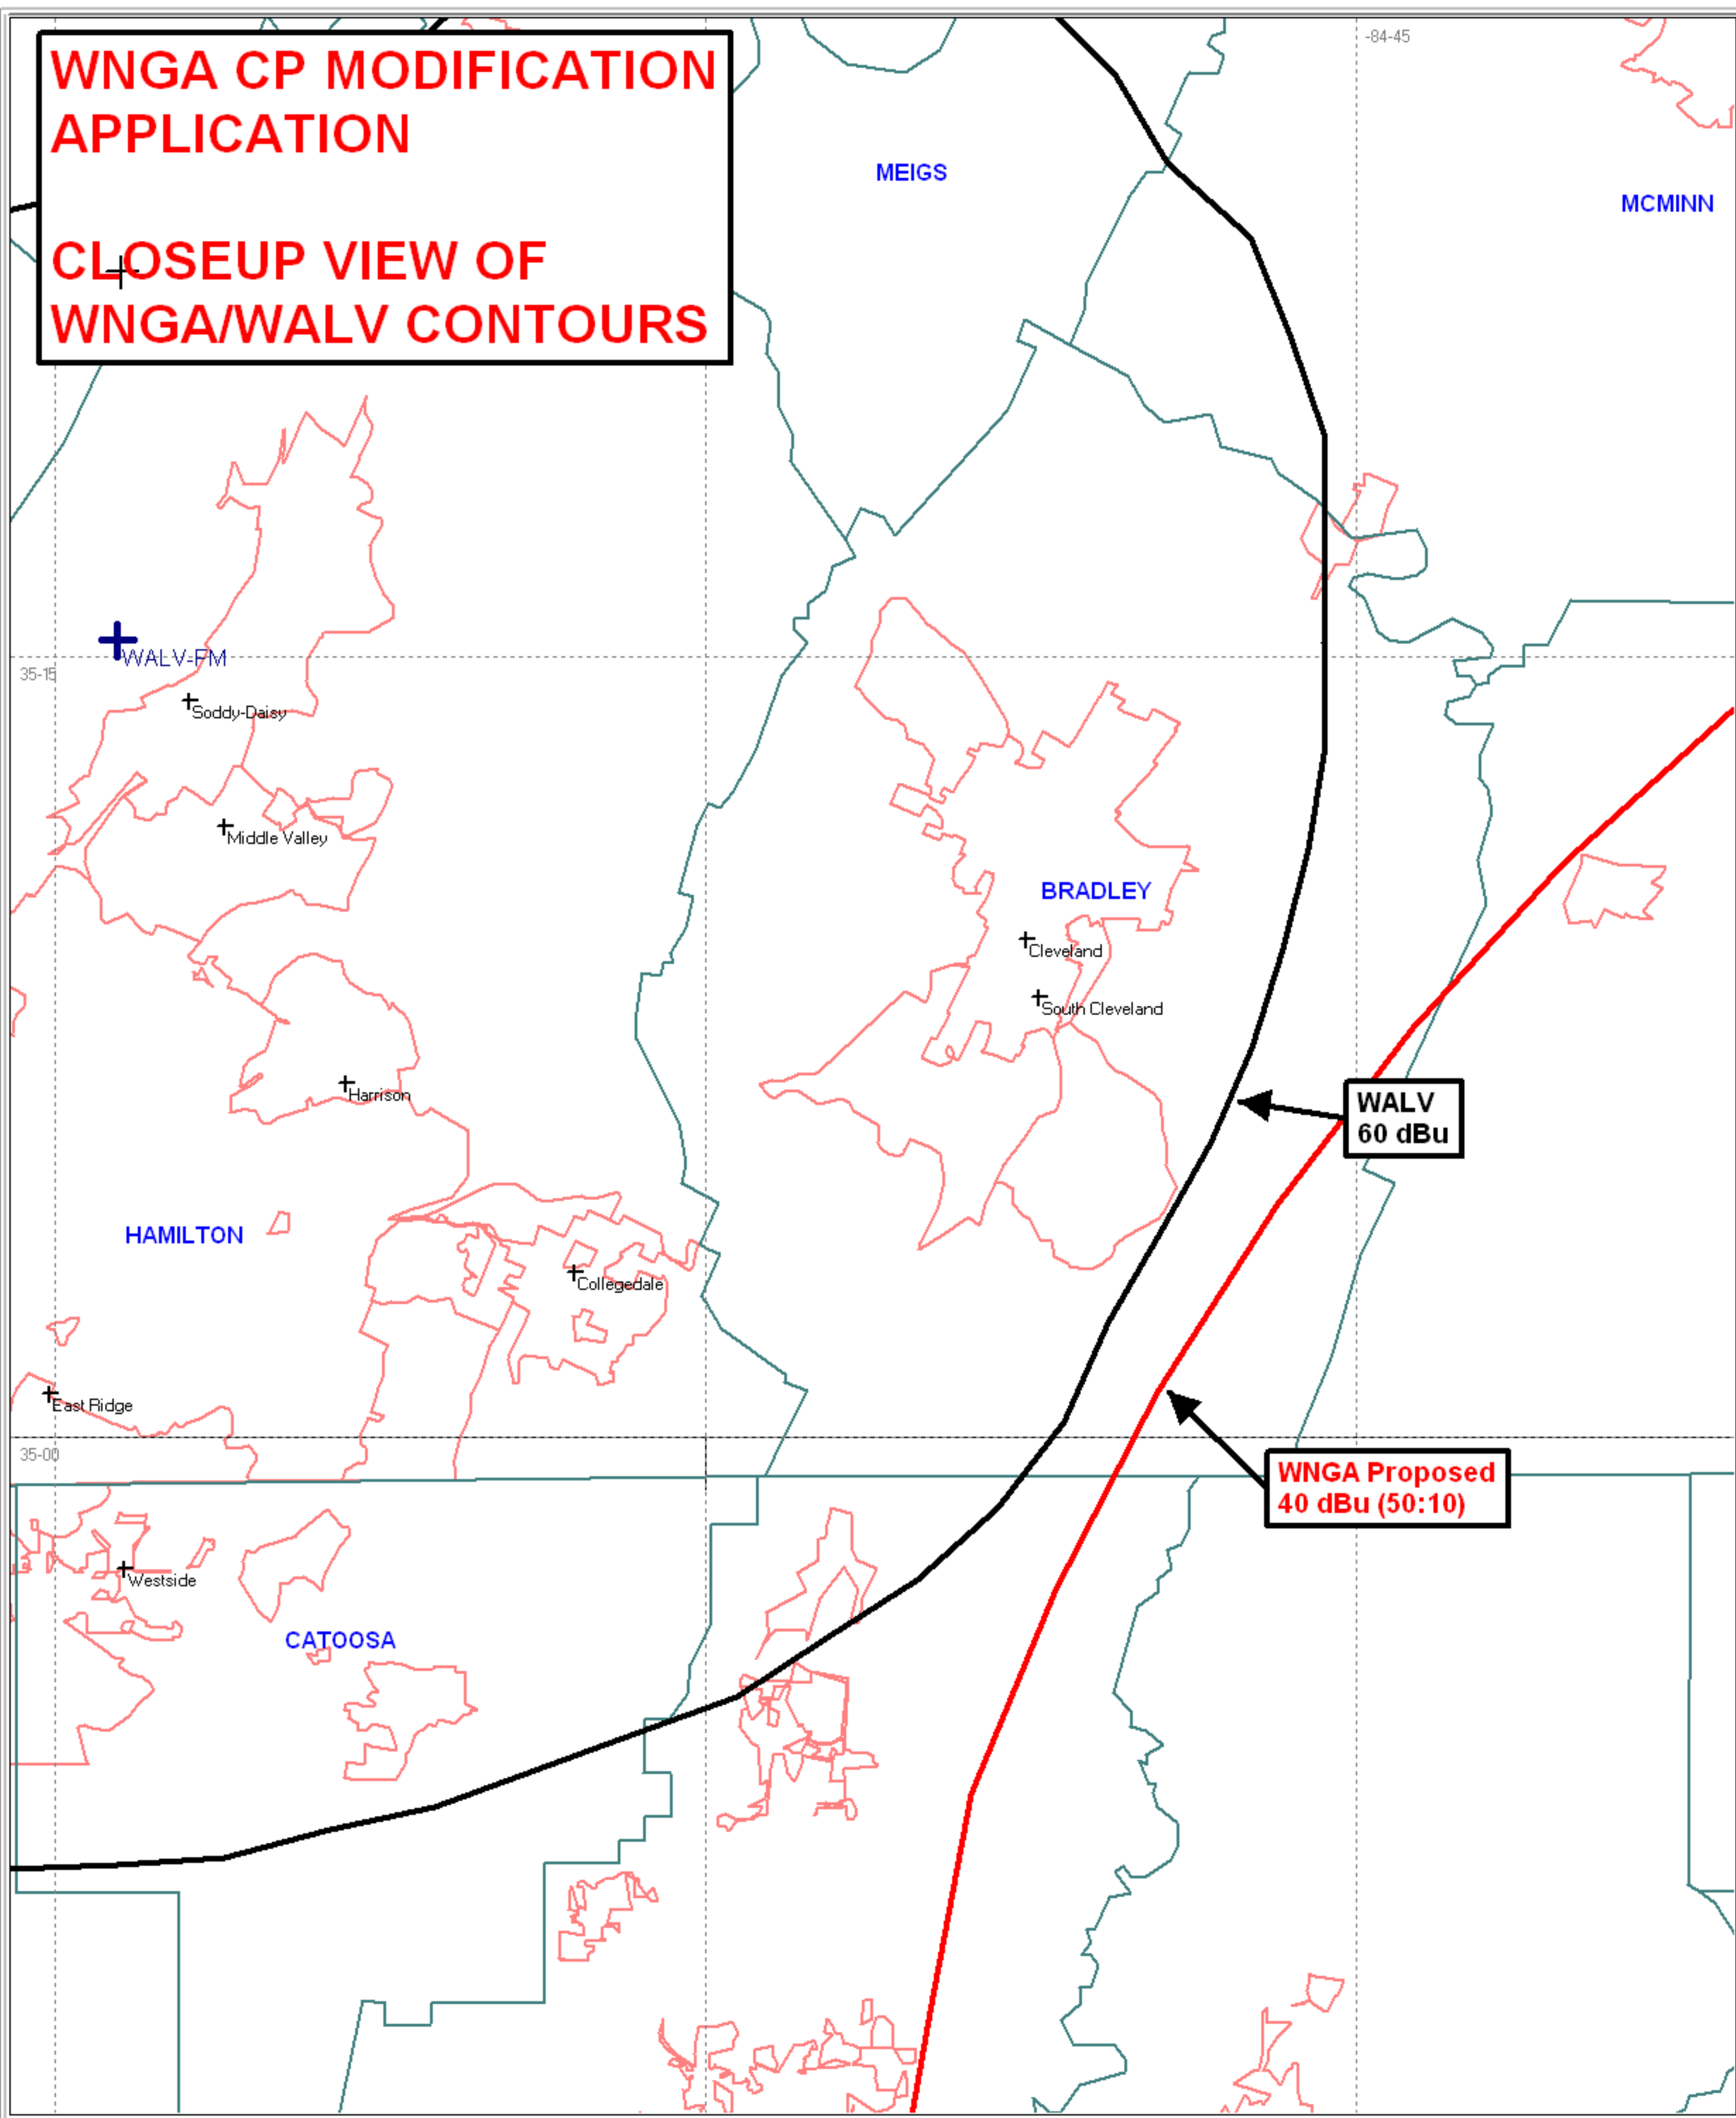 WNGA CP MODIFICATION
APPLICATION
CLOSEUP VIEW OF
WNGA/WALV CONTOURS
-84-45
MEIGS
MCMINN
WALV-FM
35-15
Soddy-Daisy
Middle Valley
BRADLEY
Cleveland
South Cleveland
Harrison
WALV
60 dBu
HAMILTON
Collegedale
East Ridge
35-00
WNGA Proposed
40 dBu (50:10)
Westside
CATOOSA